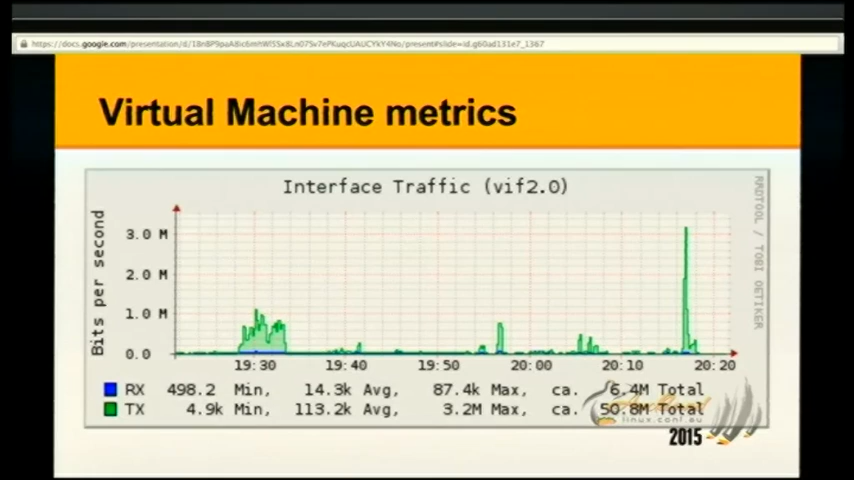 Virtual Machine metrics
Interface Traffic (vif2.0)
RRDTOOL / TOBI OETIKER
Bits per second
3.0 M
2.0 M
1.0 M
0.0
19:30 19:40 19:50 20:00 20:10 20:20
RX 498.2 Min, 14.3k Avg, 87.4k Max, ca. 6.4M Total
TX 4.9k Min, 113.2k Avg, 3.2M Max, ca. 50.8M Total
linux.conf.au
2015